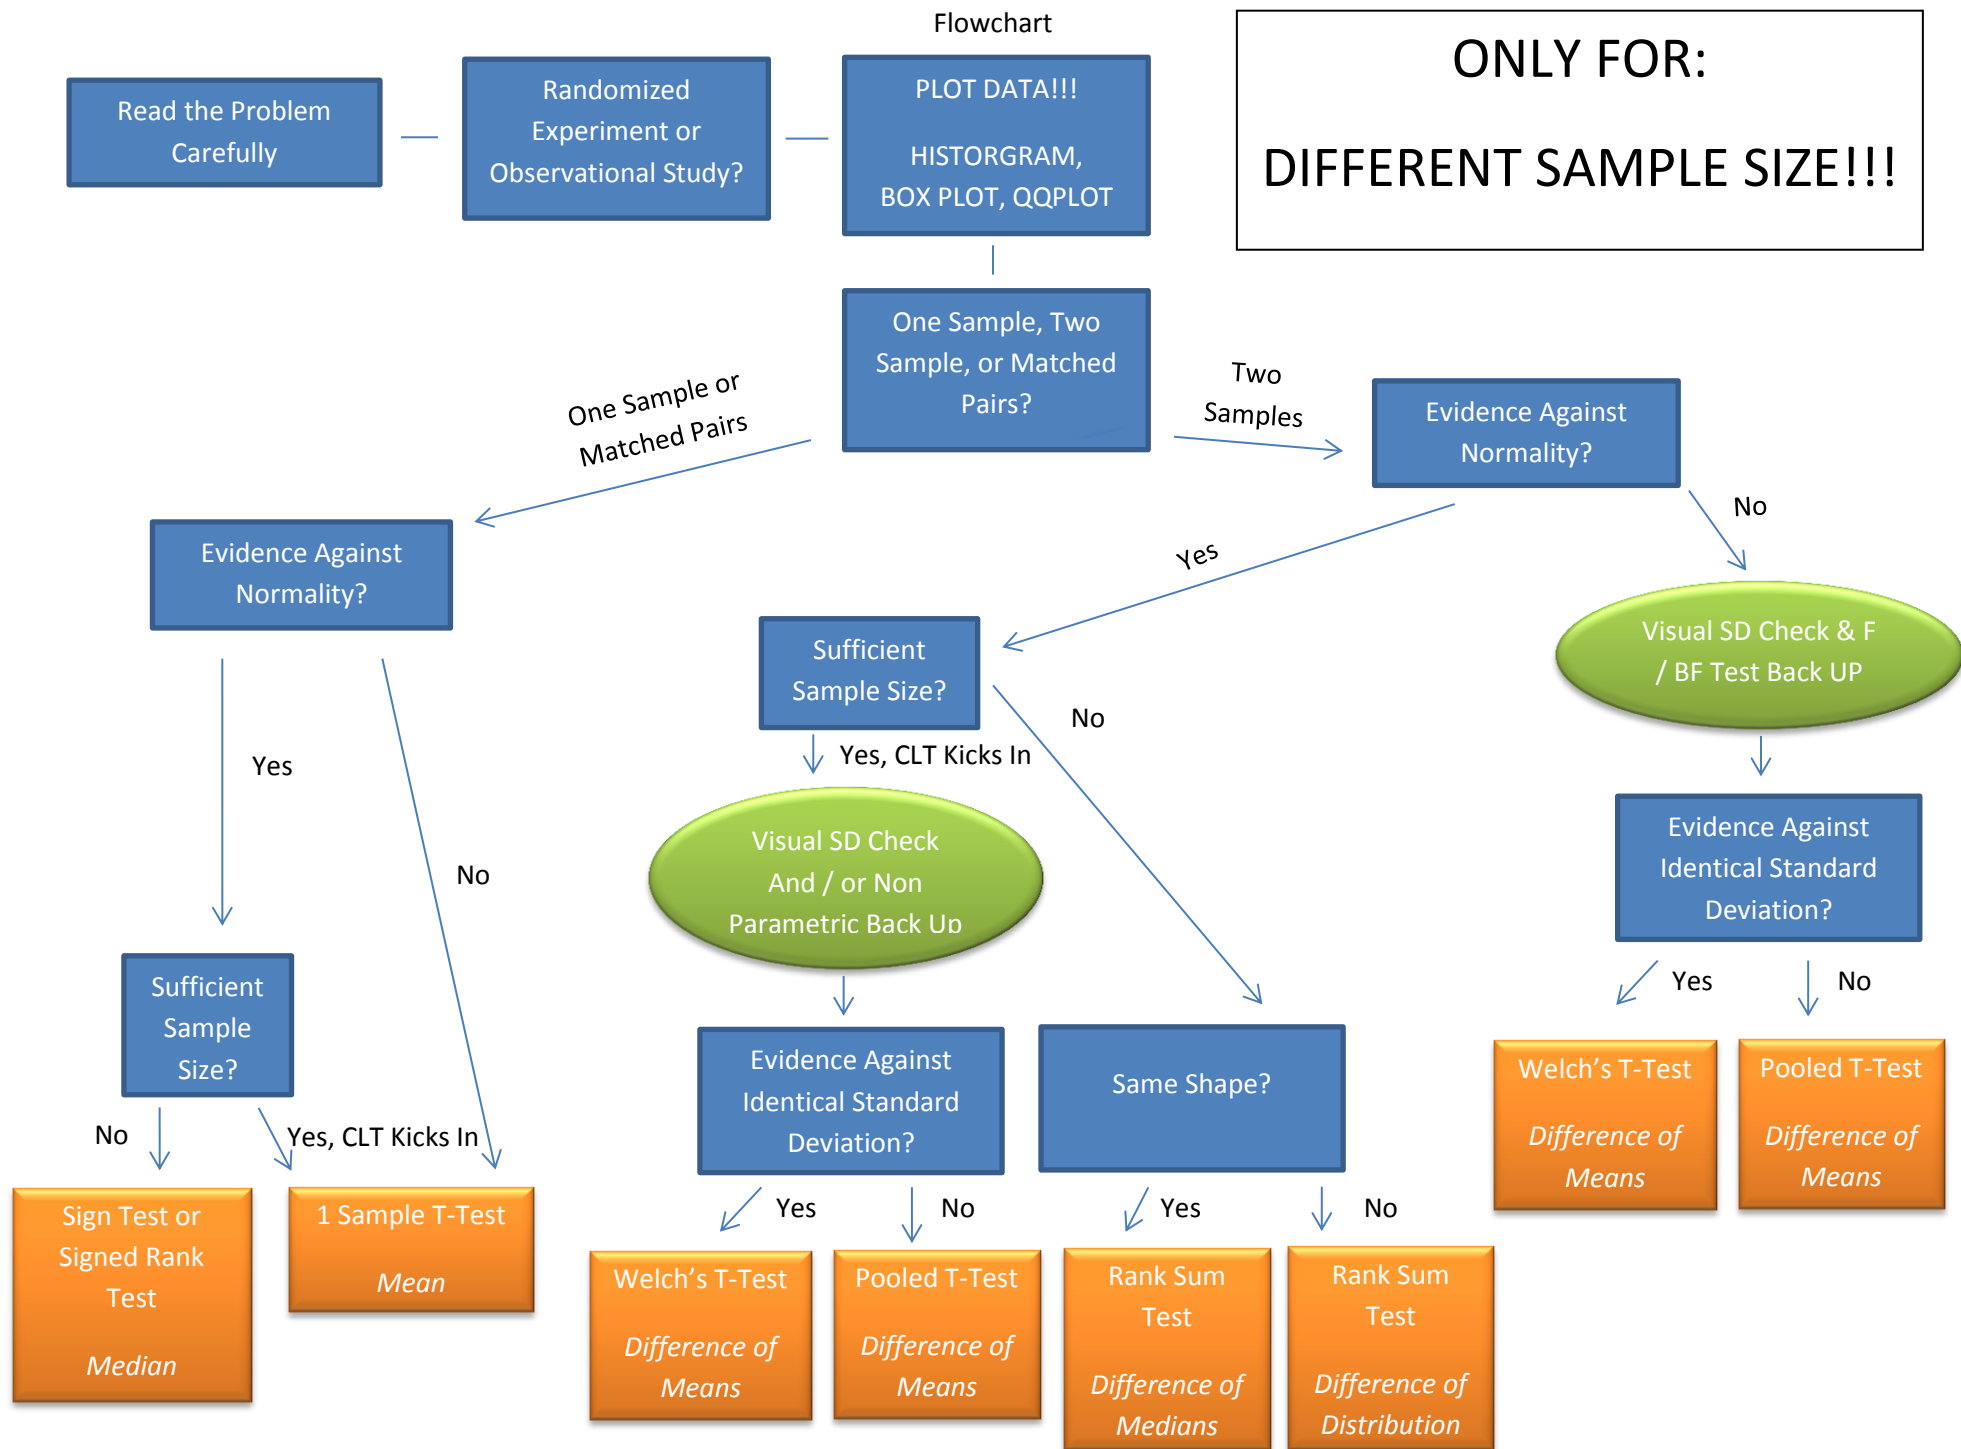 Flowchart
ONLY FOR:
DIFFERENT SAMPLE SIZE!!!
Read the Problem
Carefully
Randomized
Experiment or
Observational Study?
PLOT DATA!!!
HISTORGRAM,
BOX PLOT, QQPLOT
One Sample, Two
Sample, or Matched
Pairs?
One Sample or
Matched Pairs
Two
Samples
Evidence Against
Normality?
No
Yes
Evidence Against
Normality?
Yes
No
Sufficient
Sample Size?
Yes, CLT Kicks In
No
Visual SD Check & F
/ BF Test Back UP
Visual SD Check
And / or Non
Parametric Back Up
Evidence Against
Identical Standard
Deviation?
Yes
No
Sufficient
Sample
Size?
No
Yes, CLT Kicks In
Evidence Against
Identical Standard
Deviation?
Yes
No
Same Shape?
Yes
No
Welch's T-Test
Difference of
Means
Pooled T-Test
Difference of
Means
Sign Test or
Signed Rank
Test
Median
1 Sample T-Test
Mean
Welch's T-Test
Difference of
Means
Pooled T-Test
Difference of
Means
Rank Sum
Test
Difference of
Medians
Rank Sum
Test
Difference of
Distribution